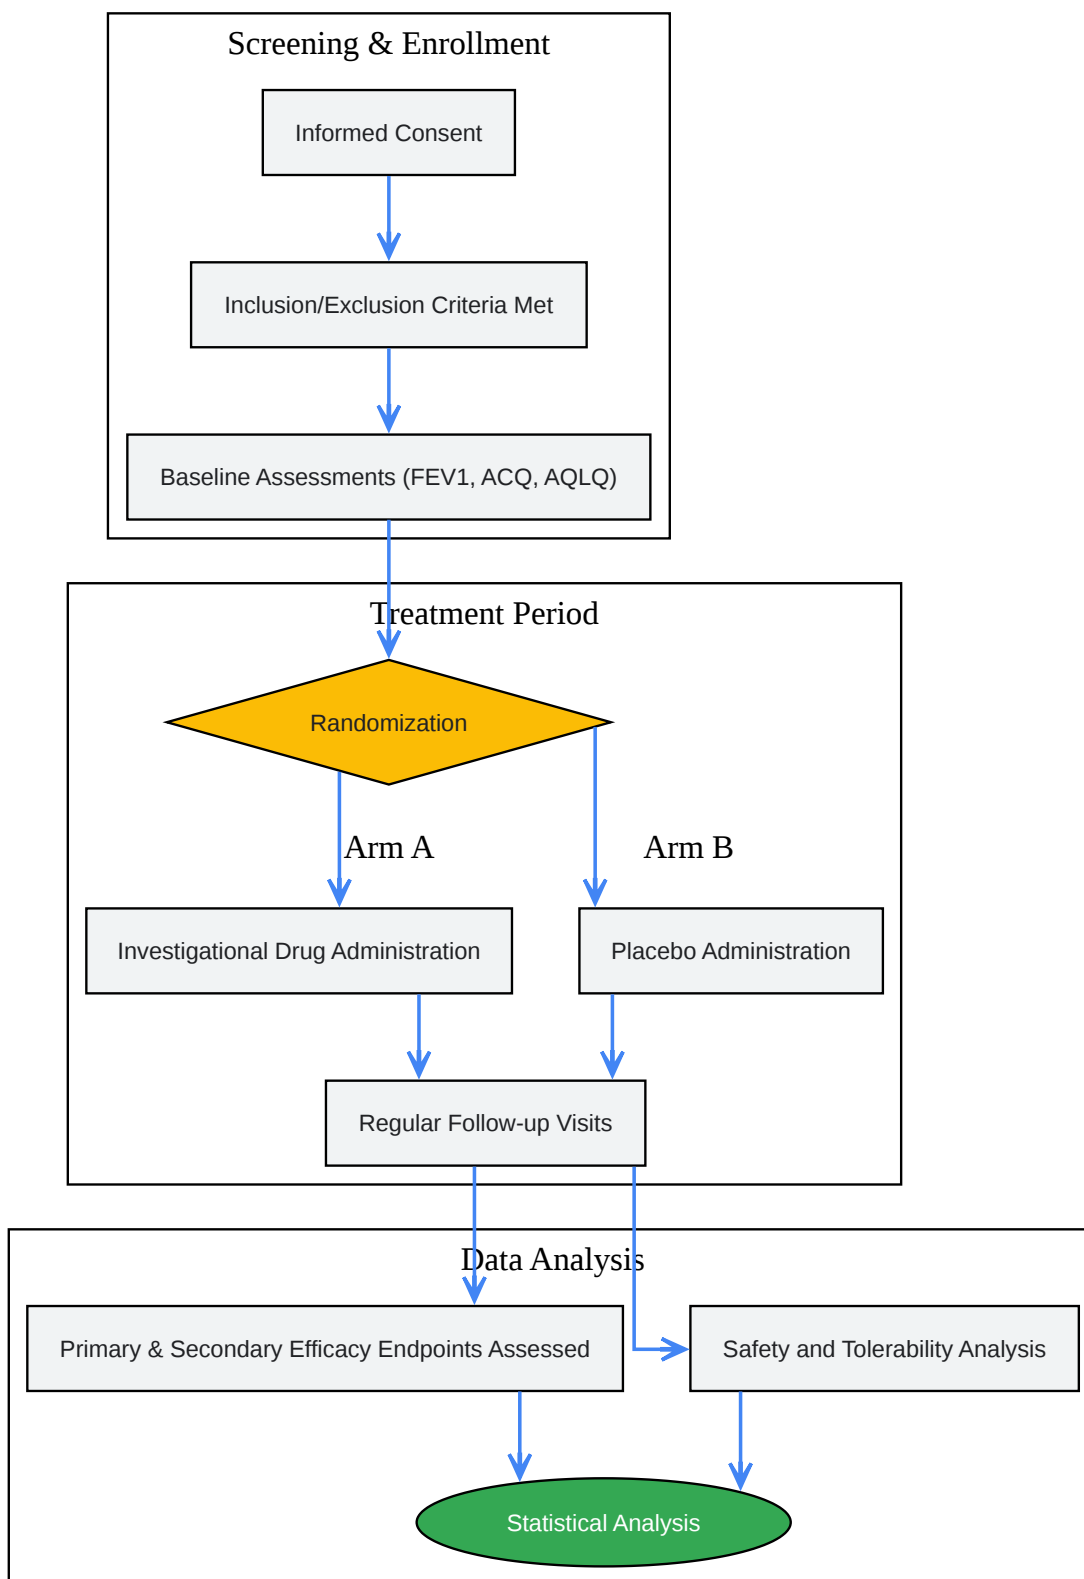 Screening & Enrollment
Informed Consent
Inclusion/Exclusion Criteria Met
Baseline Assessments (FEV1, ACQ, AQLQ)
Treatment Period
Randomization
Arm A
Arm B
Investigational Drug Administration
Placebo Administration
Regular Follow-up Visits
Data Analysis
Primary & Secondary Efficacy Endpoints Assessed
Safety and Tolerability Analysis
Statistical Analysis